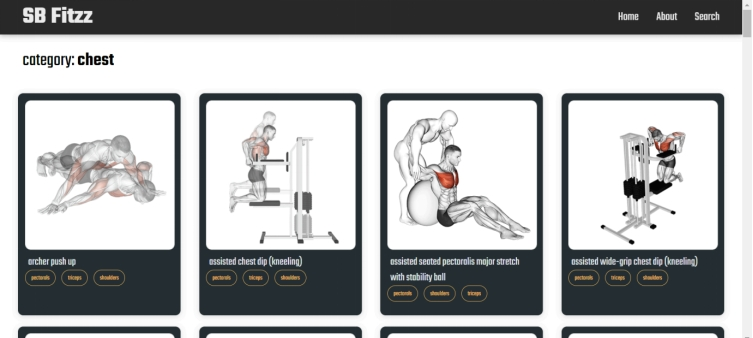 SB Fitzz
Home About Search
category: chest
archer push up
pectorals triceps shoulders
assisted chest dip (kneeling)
pectorals triceps shoulders
assisted seated pectoralis major stretch
with stability ball
pectorals shoulders triceps
assisted wide-grip chest dip (kneeling)
pectorals triceps shoulders